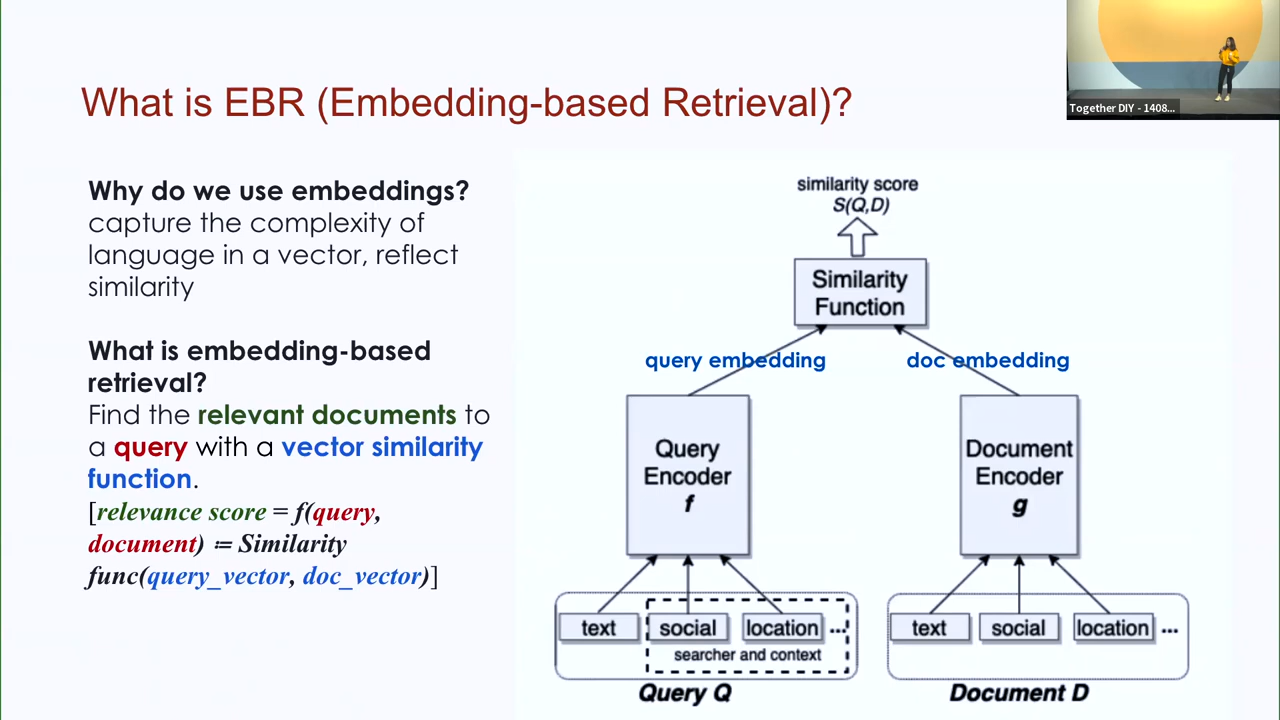 What is EBR (Embedding-based Retrieval)?
Together DIY - 1408...
Why do we use embeddings?
capture the complexity of
language in a vector, reflect
similarity
What is embedding-based
retrieval?
Find the relevant documents to
a query with a vector similarity
function.
[relevance score = f(query,
document) ≔ Similarity
func(query_vector, doc_vector)]
similarity score
S(Q,D)
Similarity
Function
query embedding
doc embedding
Query
Encoder
f
Document
Encoder
g
text
social
location
...
searcher and context
Query Q
text
social
location
...
Document D